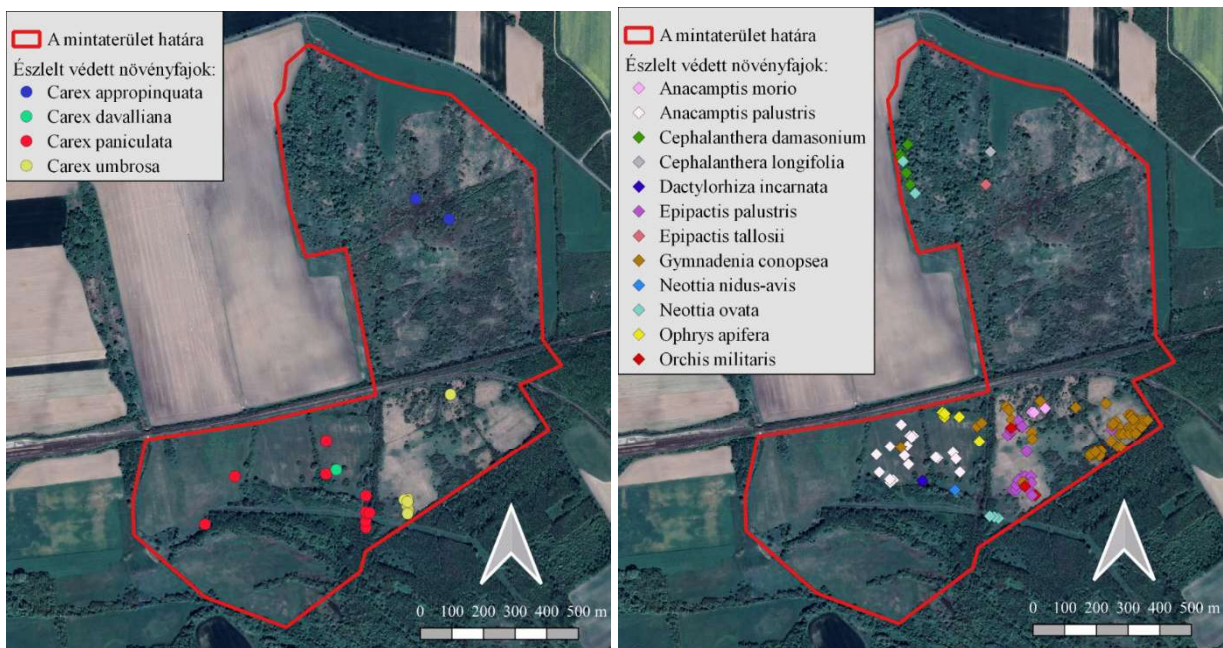 A mintaterület határa
Észlelt védett növényfajok:
Carex appropinquata
Carex davalliana
Carex paniculata
Carex umbrosa
0 100 200 300 400 500 m
A mintaterület határa
Észlelt védett növényfajok:
Anacamptis morio
Anacamptis palustris
Cephalanthera damasonium
Cephalanthera longifolia
Dactylorhiza incarnata
Epipactis palustris
Epipactis tallosii
Gymnadenia conopsea
Neottia nidus-avis
Neottia ovata
Ophrys apifera
Orchis militaris
0 100 200 300 400 500 m